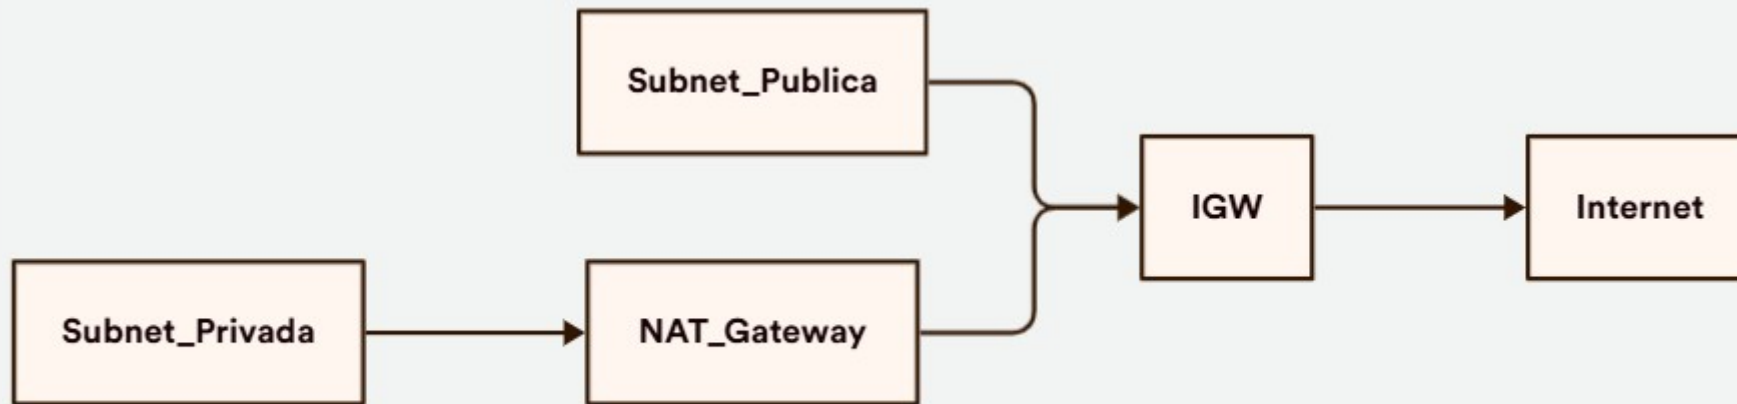 Subnet_Publica
IGW
Internet
Subnet_Privada
NAT_Gateway